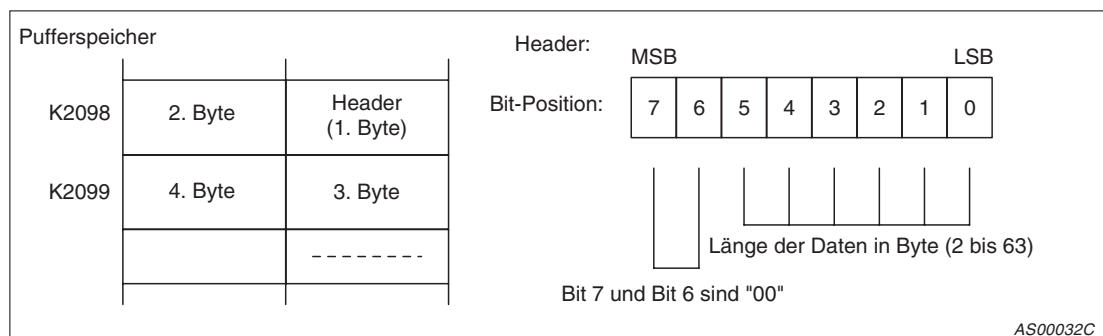 Pufferspeicher
K2098
2. Byte
Header
(1. Byte)
K2099
4. Byte
3. Byte
Header:
MSB
LSB
Bit-Position:
7 6 5 4 3 2 1 0
Länge der Daten in Byte (2 bis 63)
Bit 7 und Bit 6 sind "00"
AS00032C